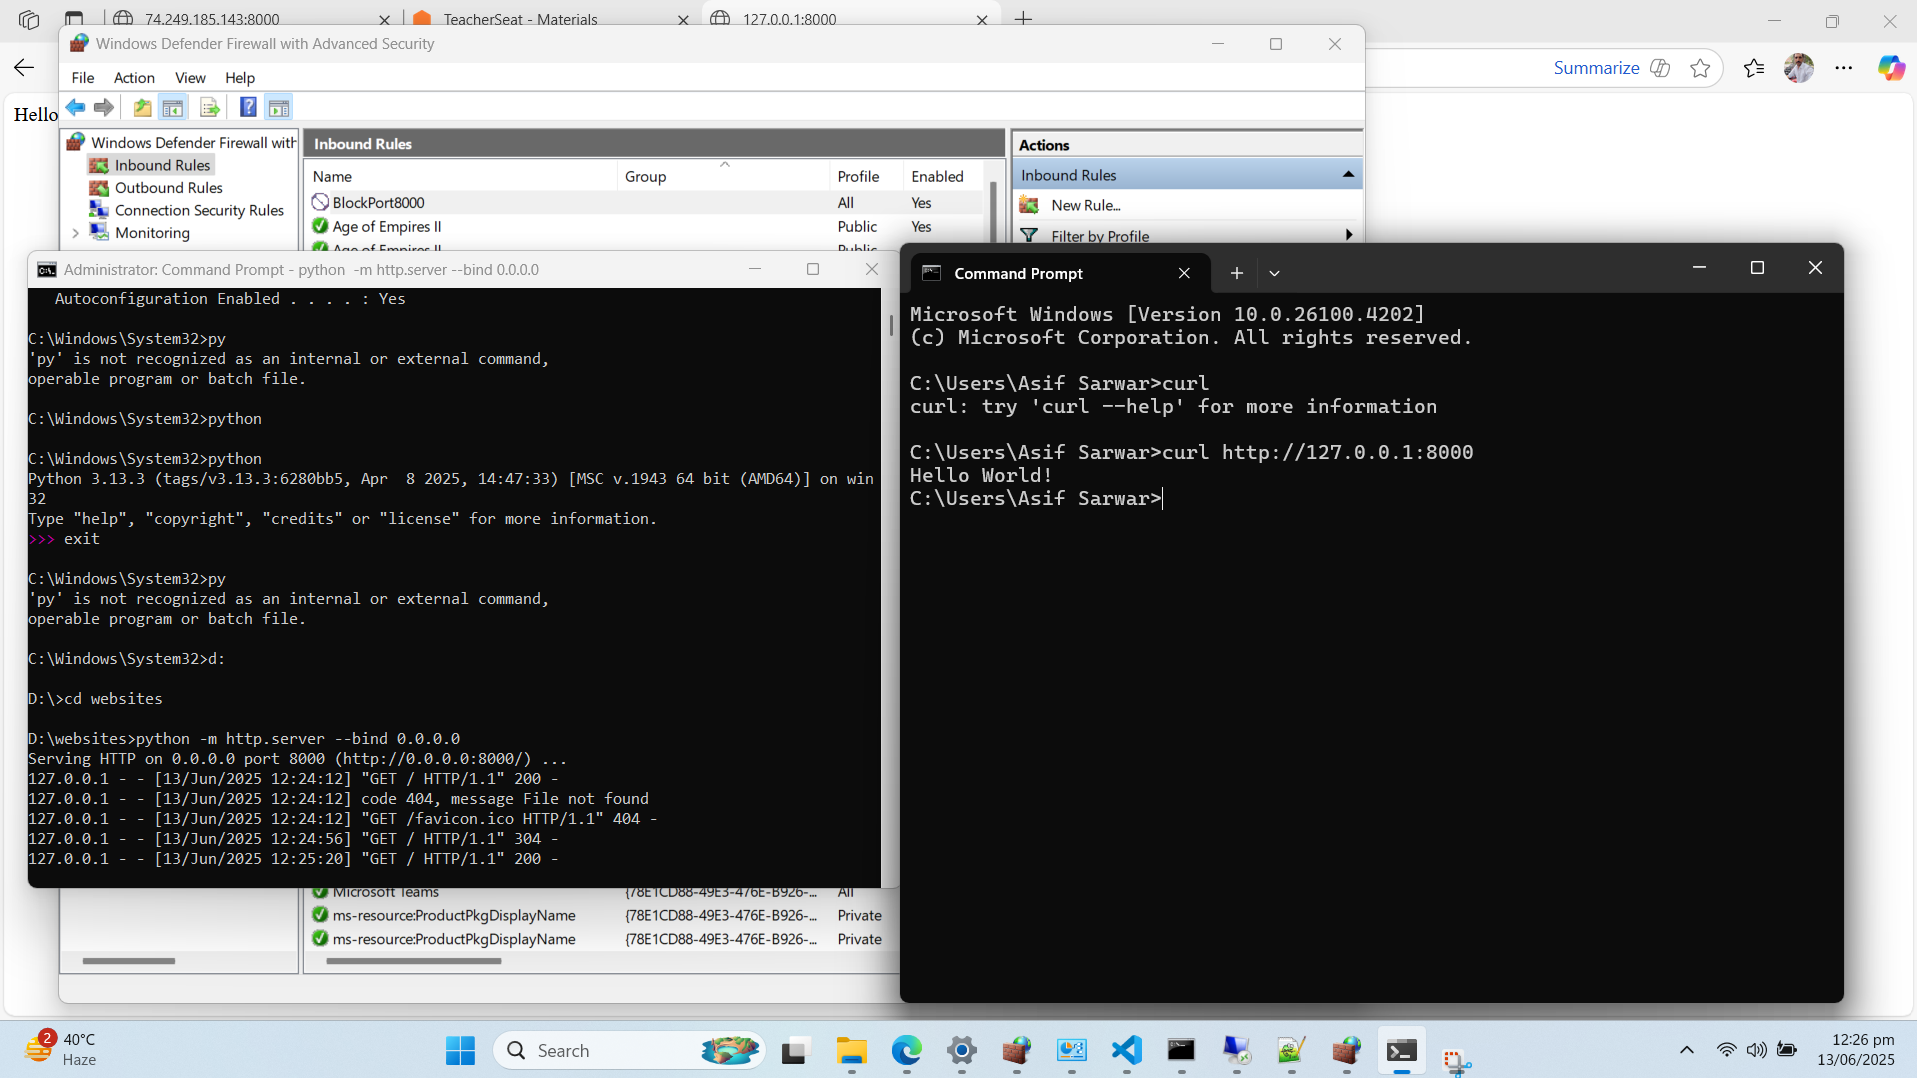 74.249.185.143:8000
TeacherSeat - Materials
127.0.0.1:8000
Summarize
Hello
Windows Defender Firewall with Advanced Security
File Action View Help
Windows Defender Firewall with
Inbound Rules
Outbound Rules
Connection Security Rules
Monitoring
Inbound Rules
Name Group Profile Enabled
BlockPort8000 All Yes
Age of Empires II Public Yes
Age of Empires II Public
Microsoft Teams {78E1CD88-49E3-476E-B926-... All
ms-resource:ProductPkgDisplayName {78E1CD88-49E3-476E-B926-... Private
ms-resource:ProductPkgDisplayName {78E1CD88-49E3-476E-B926-... Private
Actions
Inbound Rules
New Rule...
Filter by Profile
Administrator: Command Prompt - python -m http.server --bind 0.0.0.0
Autoconfiguration Enabled . . . . : Yes
C:\Windows\System32>py
'py' is not recognized as an internal or external command,
operable program or batch file.
C:\Windows\System32>python
C:\Windows\System32>python
Python 3.13.3 (tags/v3.13.3:6280bb5, Apr  8 2025, 14:47:33) [MSC v.1943 64 bit (AMD64)] on win
32
Type "help", "copyright", "credits" or "license" for more information.
>>> exit
C:\Windows\System32>py
'py' is not recognized as an internal or external command,
operable program or batch file.
C:\Windows\System32>d:
D:\>cd websites
D:\websites>python -m http.server --bind 0.0.0.0
Serving HTTP on 0.0.0.0 port 8000 (http://0.0.0.0:8000/) ...
127.0.0.1 - - [13/Jun/2025 12:24:12] "GET / HTTP/1.1" 200 -
127.0.0.1 - - [13/Jun/2025 12:24:12] code 404, message File not found
127.0.0.1 - - [13/Jun/2025 12:24:12] "GET /favicon.ico HTTP/1.1" 404 -
127.0.0.1 - - [13/Jun/2025 12:24:56] "GET / HTTP/1.1" 304 -
127.0.0.1 - - [13/Jun/2025 12:25:20] "GET / HTTP/1.1" 200 -
Command Prompt
Microsoft Windows [Version 10.0.26100.4202]
(c) Microsoft Corporation. All rights reserved.
C:\Users\Asif Sarwar>curl
curl: try 'curl --help' for more information
C:\Users\Asif Sarwar>curl http://127.0.0.1:8000
Hello World!
C:\Users\Asif Sarwar>
2
40°C
Haze
Search
12:26 pm
13/06/2025